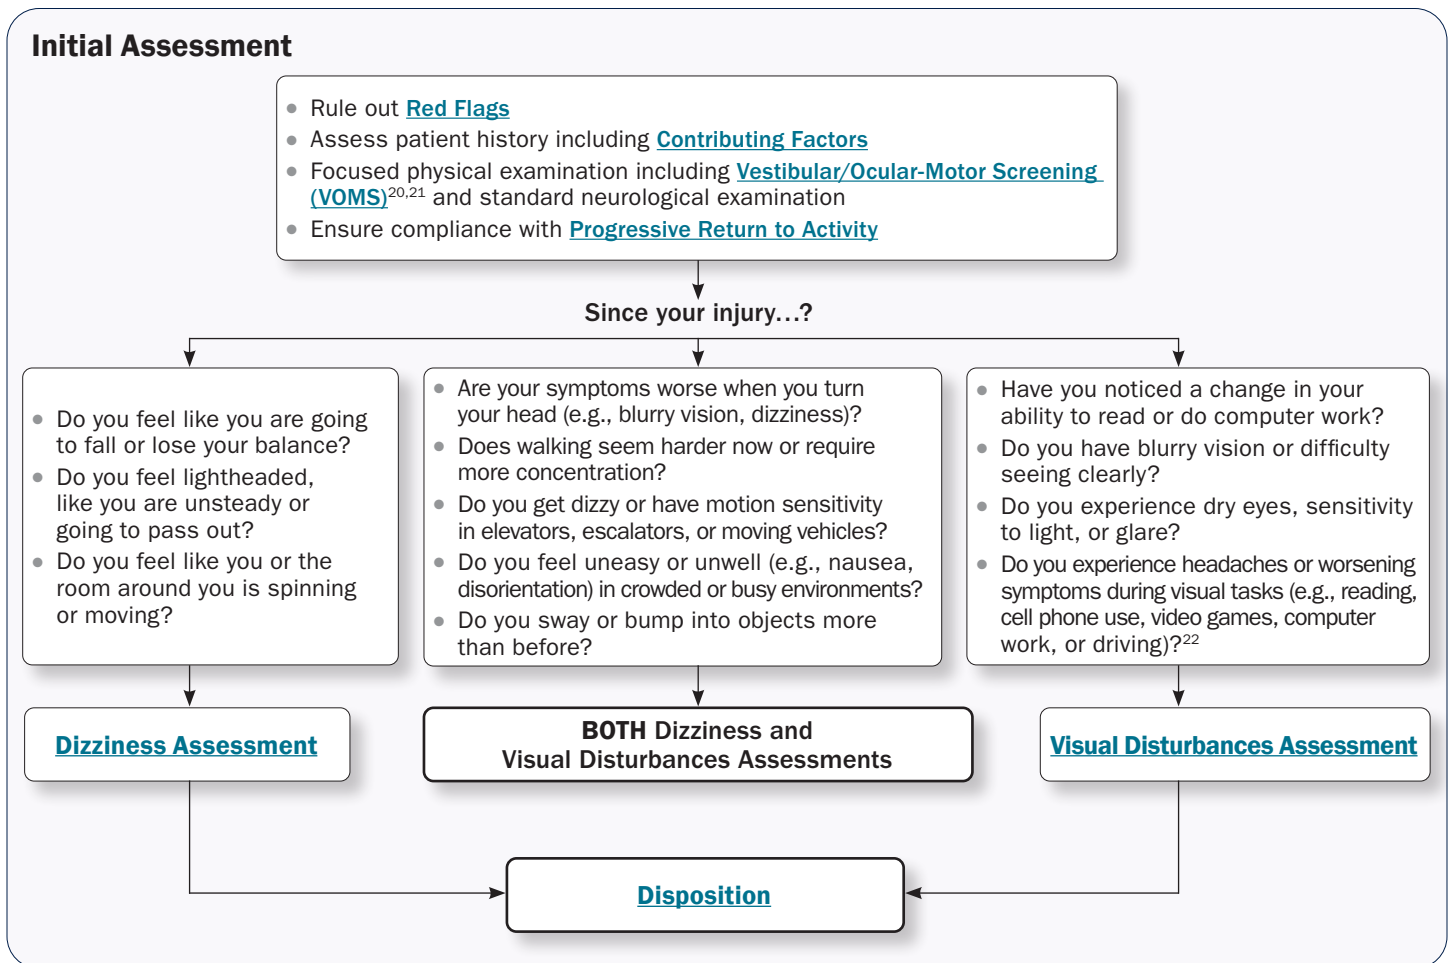 Initial Assessment
• Rule out Red Flags
• Assess patient history including Contributing Factors
• Focused physical examination including Vestibular/Ocular-Motor Screening
(VOMS)20,21 and standard neurological examination
• Ensure compliance with Progressive Return to Activity
Since your injury...?
• Do you feel like you are going
to fall or lose your balance?
• Do you feel lightheaded,
like you are unsteady or
going to pass out?
• Do you feel like you or the
room around you is spinning
or moving?
• Are your symptoms worse when you turn
your head (e.g., blurry vision, dizziness)?
• Does walking seem harder now or require
more concentration?
• Do you get dizzy or have motion sensitivity
in elevators, escalators, or moving vehicles?
• Do you feel uneasy or unwell (e.g., nausea,
disorientation) in crowded or busy environments?
• Do you sway or bump into objects more
than before?
• Have you noticed a change in your
ability to read or do computer work?
• Do you have blurry vision or difficulty
seeing clearly?
• Do you experience dry eyes, sensitivity
to light, or glare?
• Do you experience headaches or worsening
symptoms during visual tasks (e.g., reading,
cell phone use, video games, computer
work, or driving)?22
Dizziness Assessment
BOTH Dizziness and
Visual Disturbances Assessments
Visual Disturbances Assessment
Disposition